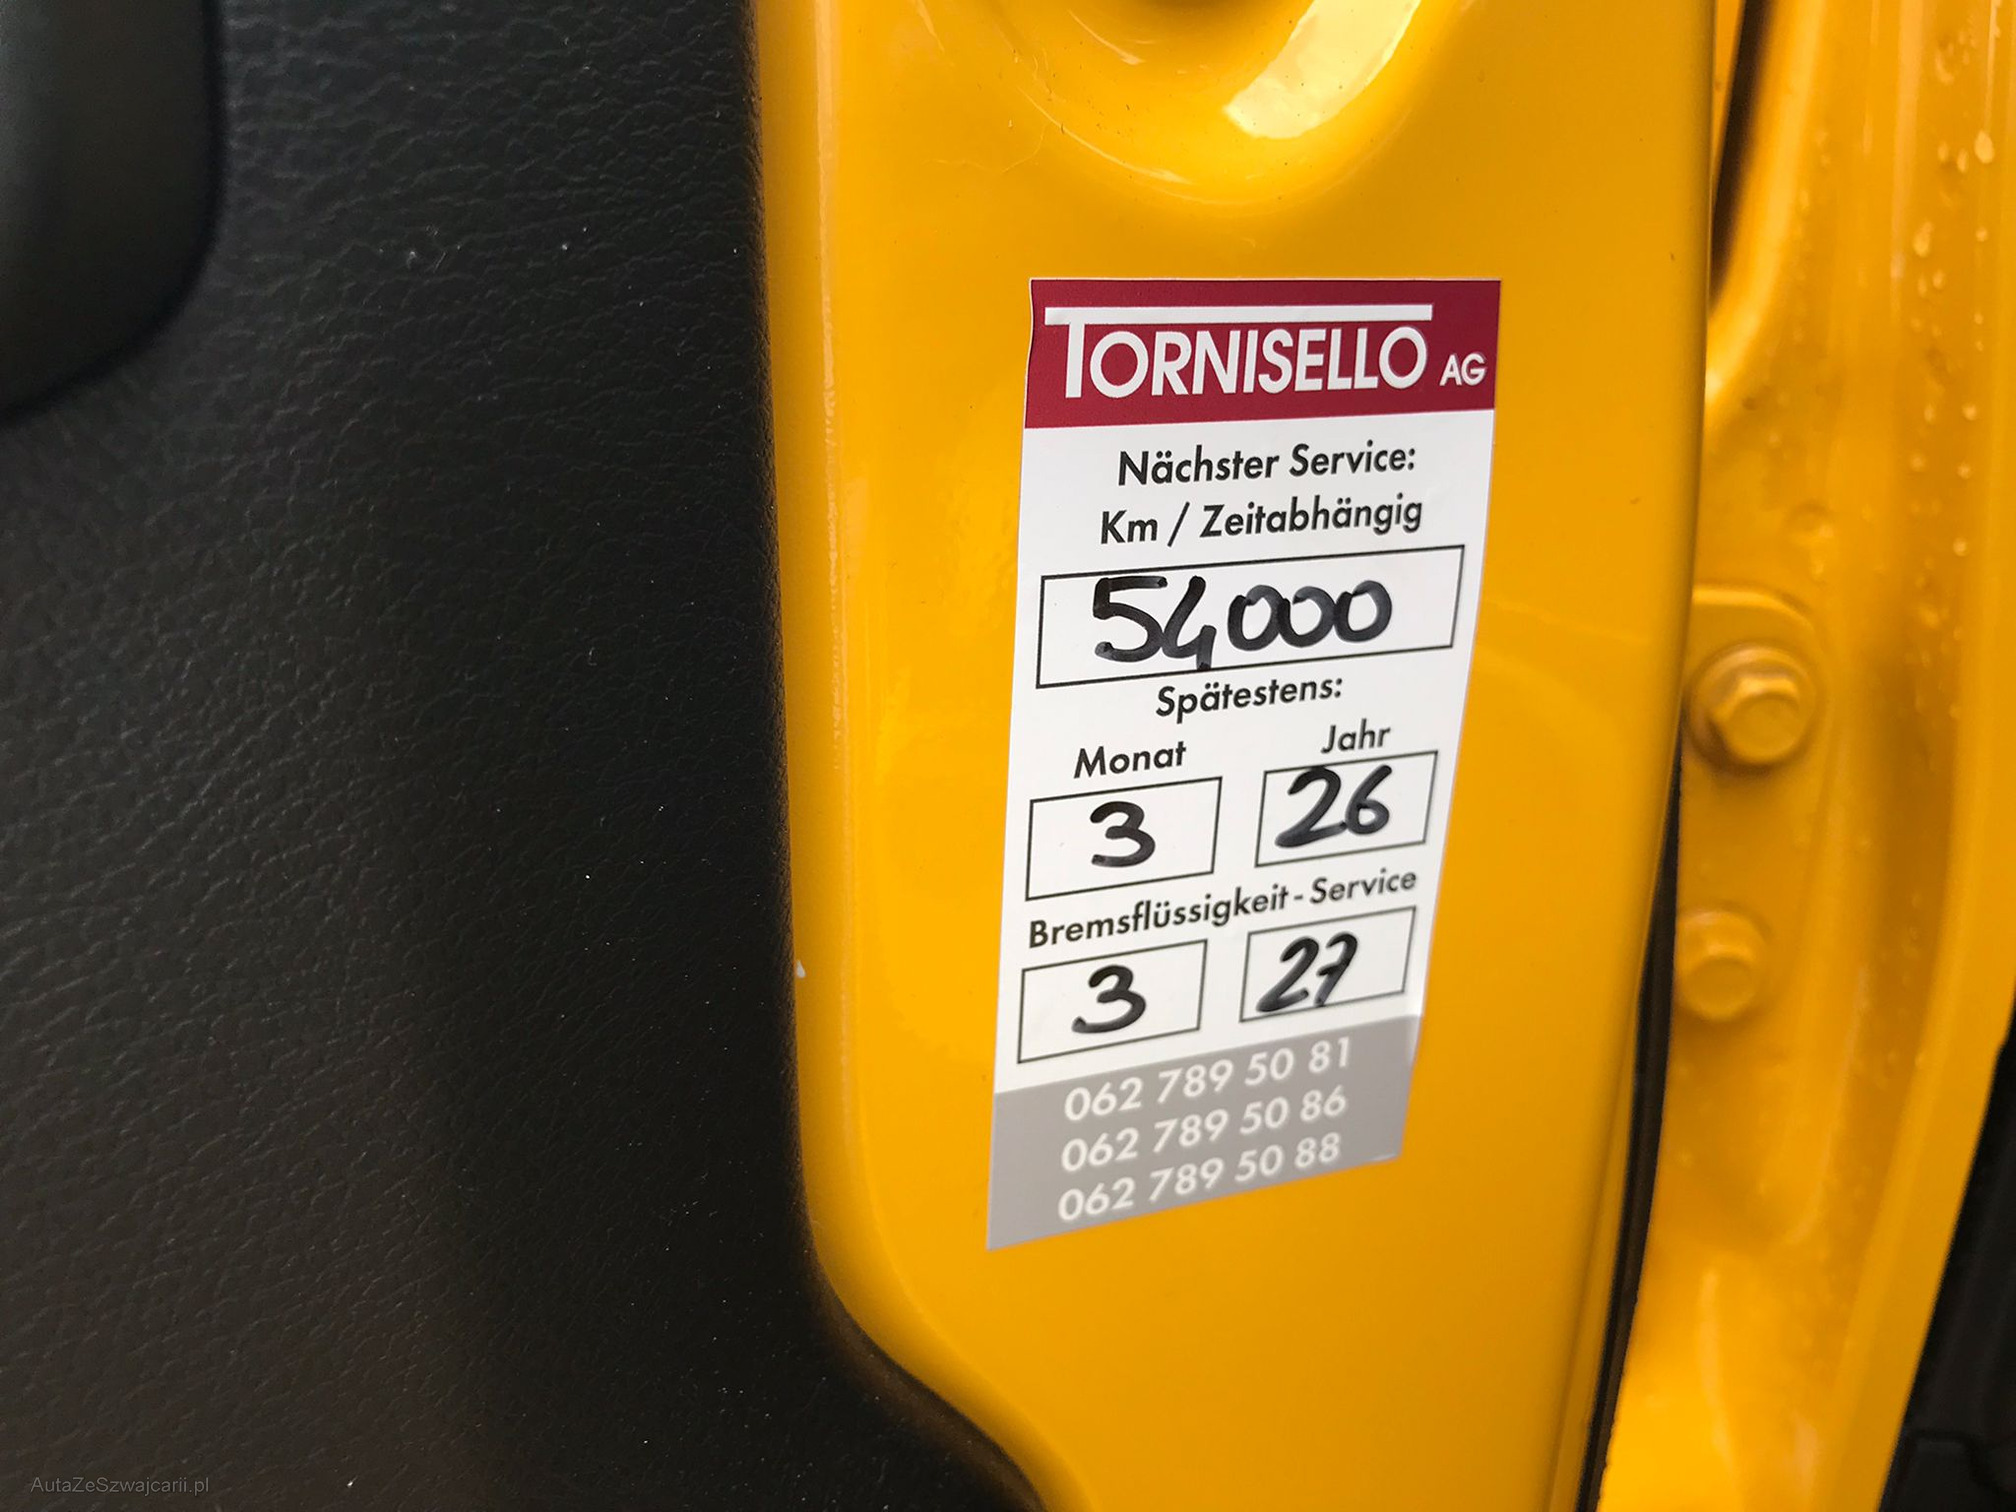 TORNISELLO AG
Nächster Service:
Km / Zeitabhängig
54000
Spätestens:
Monat Jahr
3 26
Bremsflüssigkeit - Service
3 27
062 789 50 81
062 789 50 86
062 789 50 88
AutaZeSzwajcarii.pl